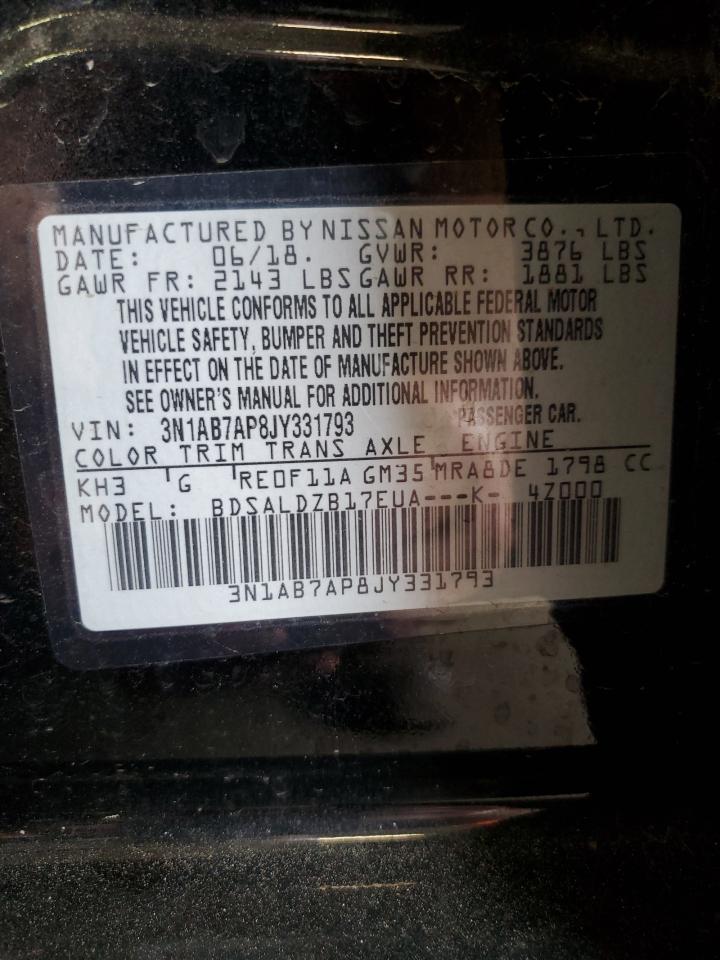 MANUFACTURED BY NISSAN MOTOR CO., LTD.
DATE: 06/18. GVWR: 3876 LBS
GAWR FR: 2143 LBS GAWR RR: 1881 LBS
THIS VEHICLE CONFORMS TO ALL APPLICABLE FEDERAL MOTOR
VEHICLE SAFETY, BUMPER AND THEFT PREVENTION STANDARDS
IN EFFECT ON THE DATE OF MANUFACTURE SHOWN ABOVE.
SEE OWNER'S MANUAL FOR ADDITIONAL INFORMATION.
VIN: 3N1AB7AP8JY331793 PASSENGER CAR.
COLOR TRIM TRANS AXLE ENGINE
KH3 G RE0F11A GM35 MRA8DE 1798 CC
MODEL: BDSALDZB17EUA---K- 4Z000
3N1AB7AP8JY331793